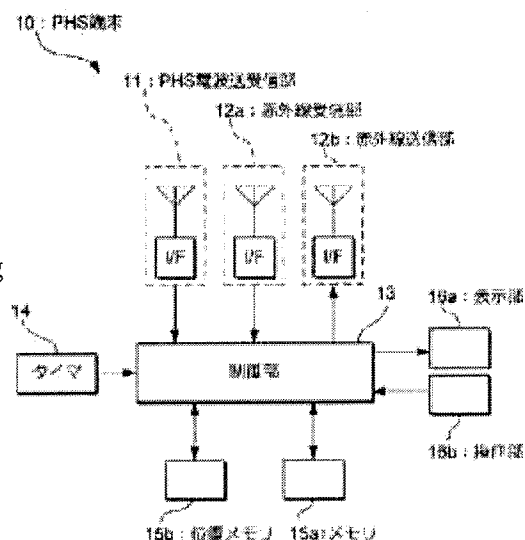 10：PHS端末
11：PHS電波送受信部
12a：赤外線受信部
12b：赤外線送信部
I/F
I/F
I/F
14
13
16a：表示部
タイマ
制御部
16b：操作部
15b：位置メモリ
15a：メモリ
g